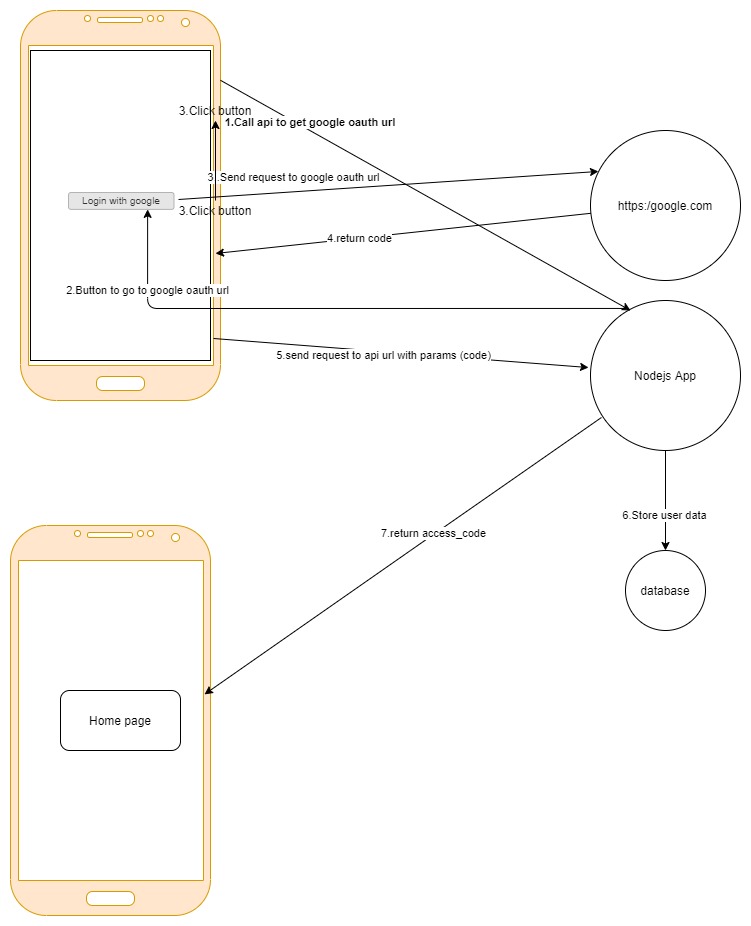 3.Click button
1.Call api to get google oauth url
3.Send request to google oauth url
Login with google
3.Click button
https:/google.com
4.return code
2.Button to go to google oauth url
5.send request to api url with params (code)
Nodejs App
6.Store user data
7.return access_code
database
Home page